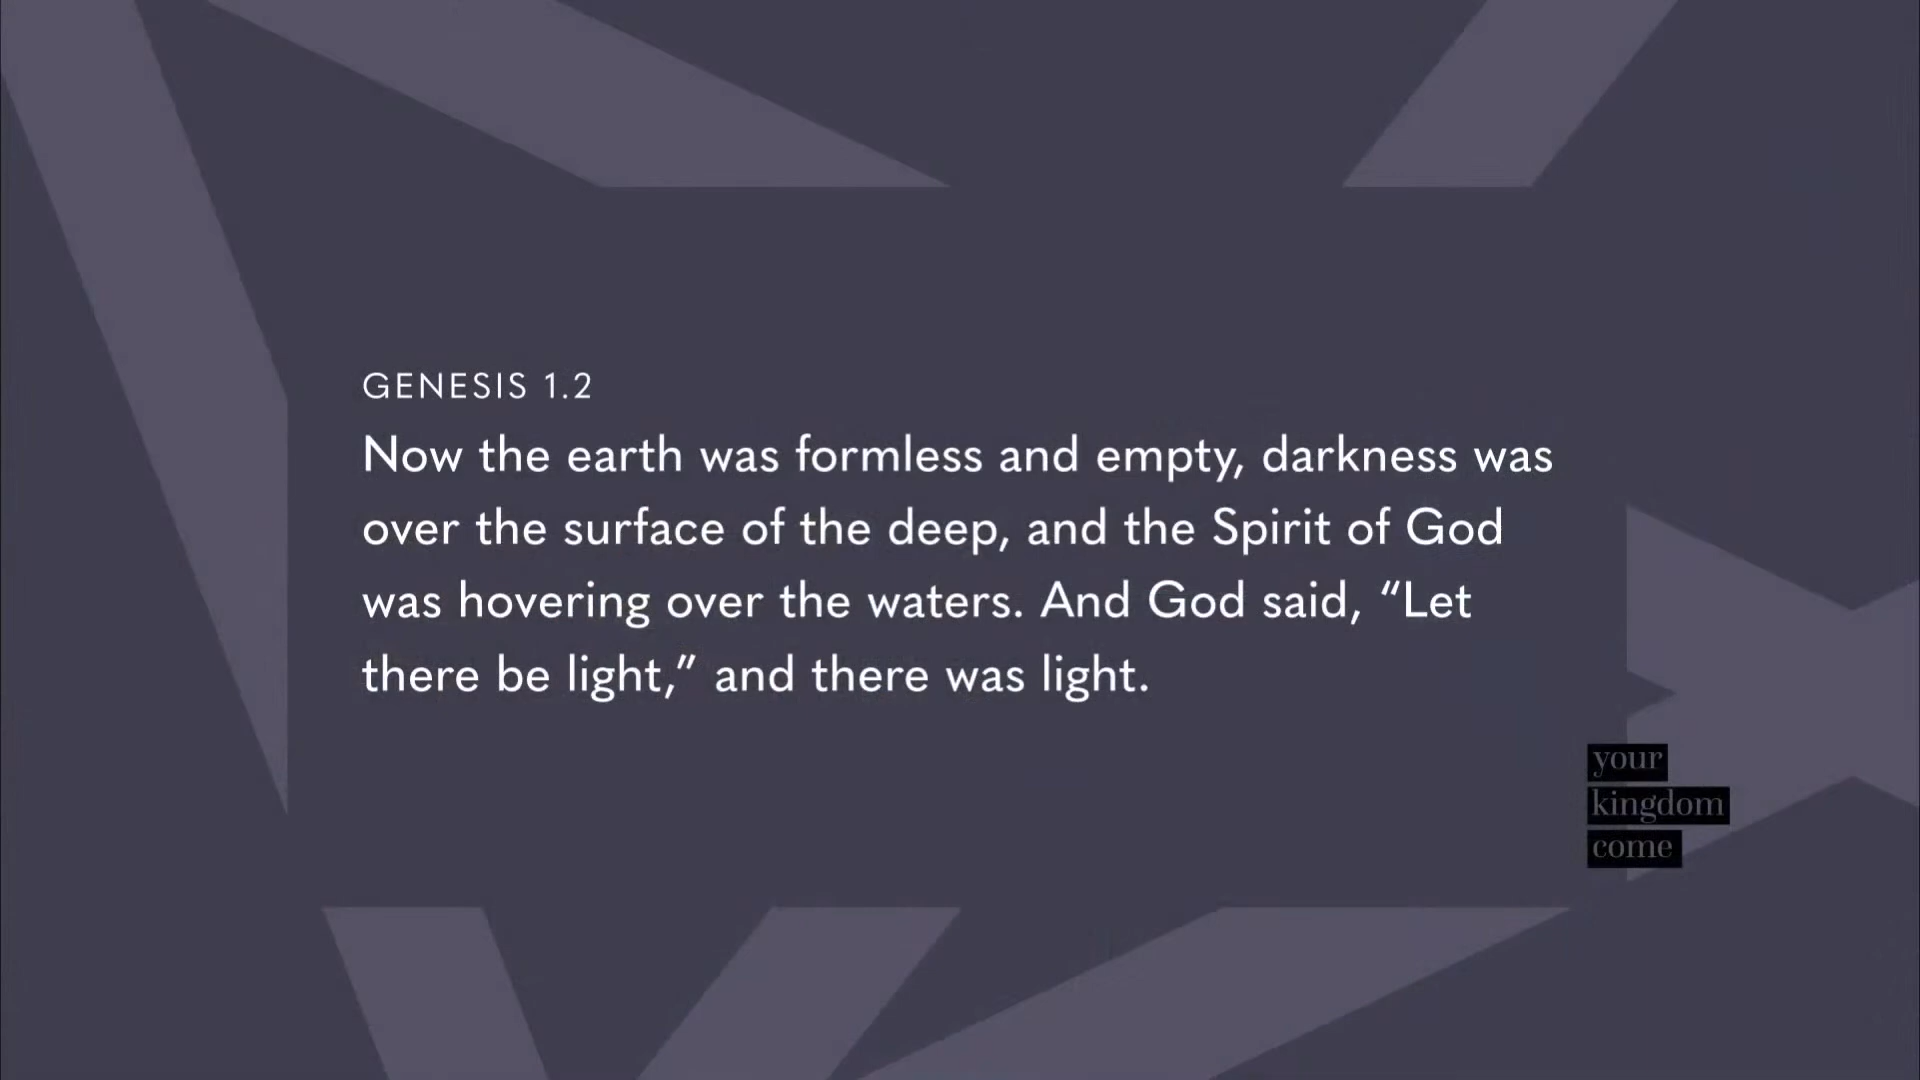 GENESIS 1.2
Now the earth was formless and empty, darkness was
over the surface of the deep, and the Spirit of God
was hovering over the waters. And God said, “Let
there be light,” and there was light.
your
kingdom
come